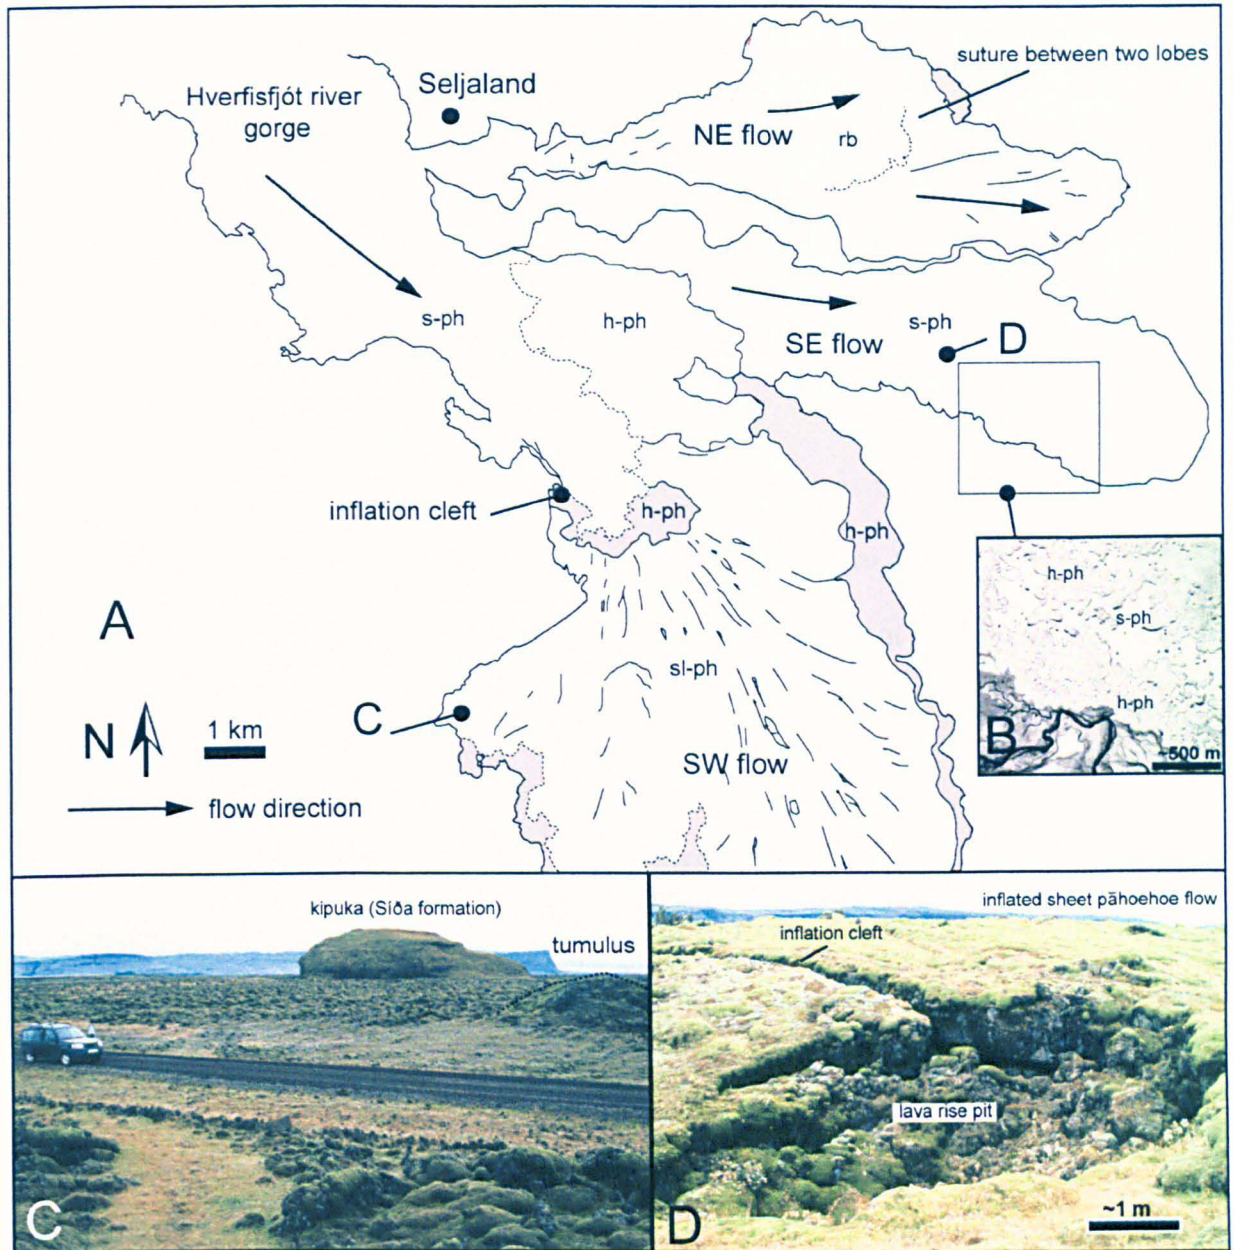 suture between two lobes
Seljaland
Hverfisfjót river
gorge
NE flow
rb
s-ph
h-ph
s-ph
SE flow
D
inflation cleft
h-ph
h-ph
h-ph
s-ph
h-ph
B
~500 m
A
sl-ph
C
N
1 km
SW flow
flow direction
kipuka (Síða formation)
tumulus
C
inflated sheet pāhoehoe flow
inflation cleft
lava rise pit
D
~1 m